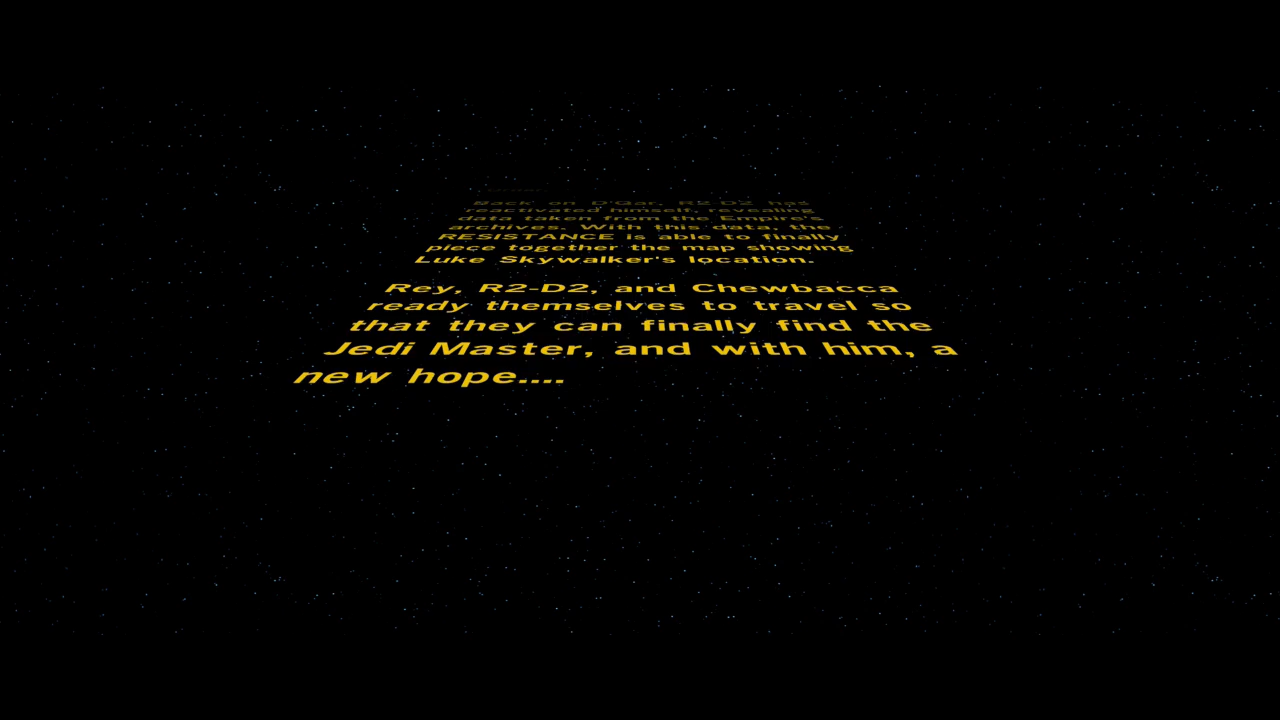 Back on D'Qar, R2-D2 has
reactivated himself, revealing
data taken from the Empire's
archives. With this data, the
RESISTANCE is able to finally
piece together the map showing
Luke Skywalker's location.
Rey, R2-D2, and Chewbacca
ready themselves to travel so
that they can finally find the
Jedi Master, and with him, a
new hope....